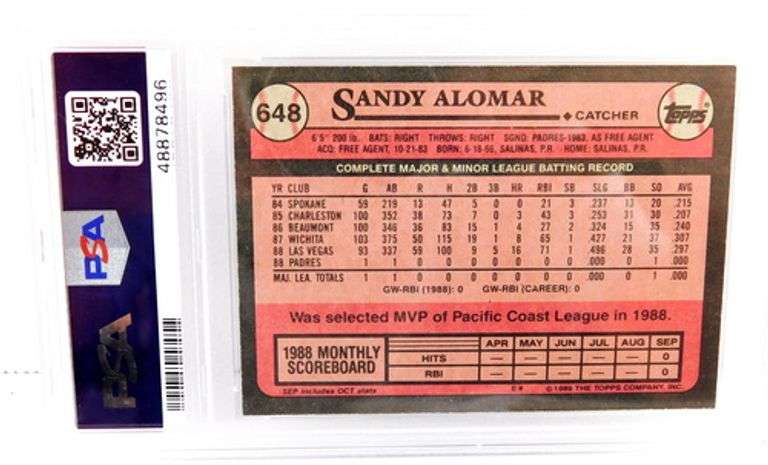 PSA
PSA
48878496
648
SANDY ALOMAR
CATCHER
Topps®
6'5" 200 lb. BATS: RIGHT THROWS: RIGHT SGND: PADRES-1983, AS FREE AGENT
ACQ: FREE AGENT, 10-21-83 BORN: 6-18-66, SALINAS, P.R. HOME: SALINAS, P.R.
COMPLETE MAJOR & MINOR LEAGUE BATTING RECORD
YR CLUB G AB R H 2B 3B HR RBI SB SLG BB SO AVG
84 SPOKANE 59 219 13 47 5 0 0 21 3 .237 13 20 .215
85 CHARLESTON 100 352 38 73 7 0 3 43 3 .253 31 30 .207
86 BEAUMONT 100 346 36 83 15 1 4 27 2 .324 15 35 .240
87 WICHITA 103 375 50 115 19 1 8 65 1 .427 21 37 .307
88 LAS VEGAS 93 337 59 100 9 5 16 71 1 .496 28 35 .297
88 PADRES 1 1 0 0 0 0 0 0 0 .000 0 1 .000
MAJ. LEA. TOTALS 1 1 0 0 0 0 0 0 0 .000 0 1 .000
GW-RBI (1988): 0 GW-RBI (CAREER): 0
Was selected MVP of Pacific Coast League in 1988.
1988 MONTHLY SCOREBOARD
APR MAY JUN JUL AUG SEP
HITS — — — — — 0
RBI — — — — — 0
SEP includes OCT stats
© 1989 THE TOPPS COMPANY, INC.